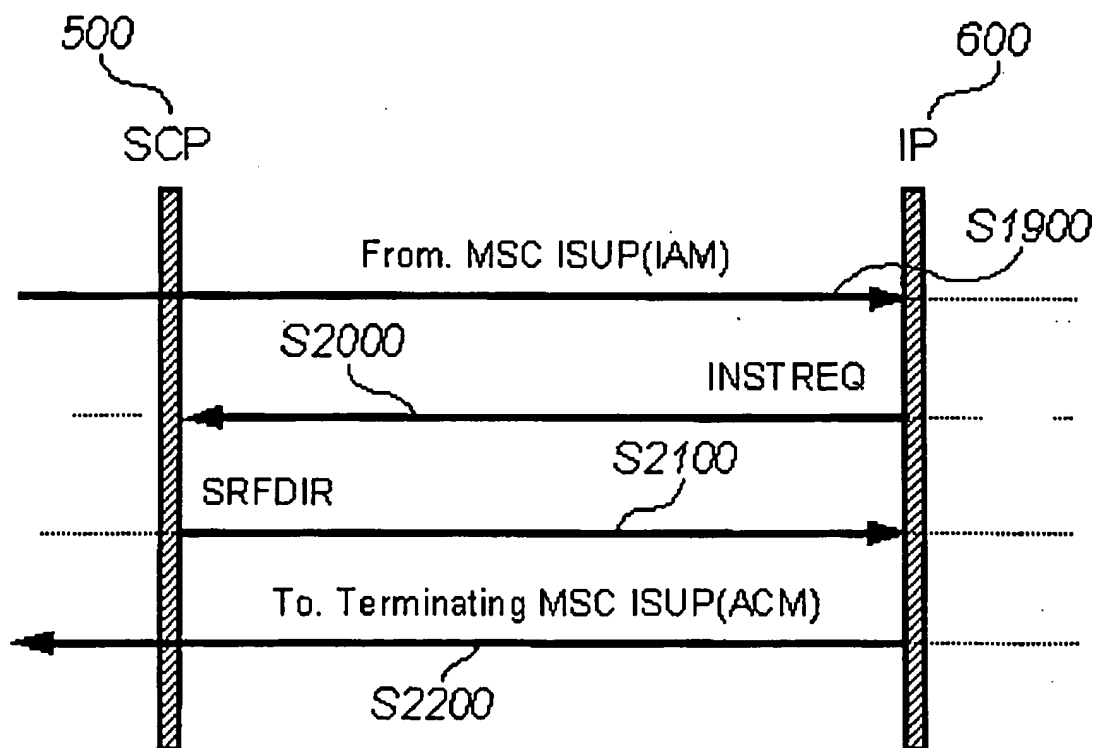 500
600
SCP
IP
S1900
From. MSC ISUP(IAM)
S2000
INSTREQ
S2100
SRFDIR
To. Terminating MSC ISUP(ACM)
S2200